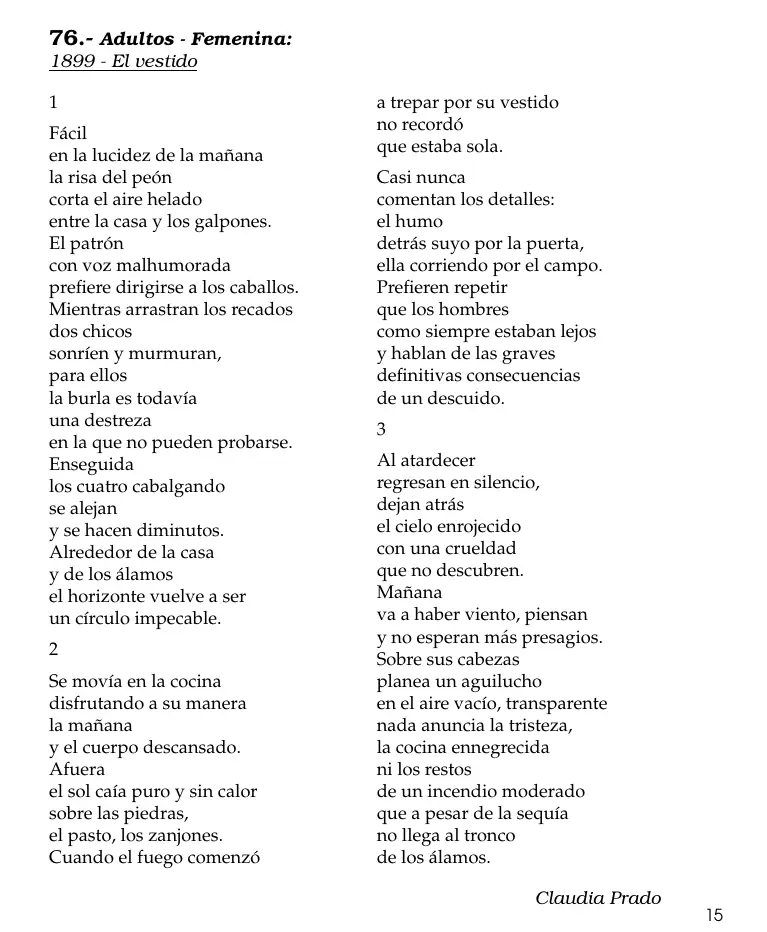 76.- Adultos - Femenina:
1899 - El vestido
1
Fácil
en la lucidez de la mañana
la risa del peón
corta el aire helado
entre la casa y los galpones.
El patrón
con voz malhumorada
prefiere dirigirse a los caballos.
Mientras arrastran los recados
dos chicos
sonríen y murmuran,
para ellos
la burla es todavía
una destreza
en la que no pueden probarse.
Enseguida
los cuatro cabalgando
se alejan
y se hacen diminutos.
Alrededor de la casa
y de los álamos
el horizonte vuelve a ser
un círculo impecable.
2
Se movía en la cocina
disfrutando a su manera
la mañana
y el cuerpo descansado.
Afuera
el sol caía puro y sin calor
sobre las piedras,
el pasto, los zanjones.
Cuando el fuego comenzó
a trepar por su vestido
no recordó
que estaba sola.
Casi nunca
comentan los detalles:
el humo
detrás suyo por la puerta,
ella corriendo por el campo.
Prefieren repetir
que los hombres
como siempre estaban lejos
y hablan de las graves
definitivas consecuencias
de un descuido.
3
Al atardecer
regresan en silencio,
dejan atrás
el cielo enrojecido
con una crueldad
que no descubren.
Mañana
va a haber viento, piensan
y no esperan más presagios.
Sobre sus cabezas
planea un aguilucho
en el aire vacío, transparente
nada anuncia la tristeza,
la cocina ennegrecida
ni los restos
de un incendio moderado
que a pesar de la sequía
no llega al tronco
de los álamos.
Claudia Prado
15